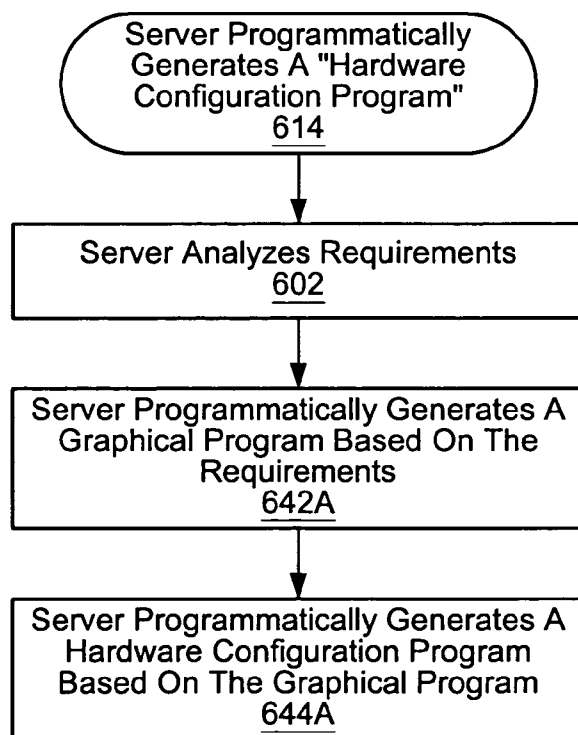 Server Programmatically
Generates A "Hardware
Configuration Program"
614
Server Analyzes Requirements
602
Server Programmatically Generates A
Graphical Program Based On The
Requirements
642A
Server Programmatically Generates A
Hardware Configuration Program
Based On The Graphical Program
644A